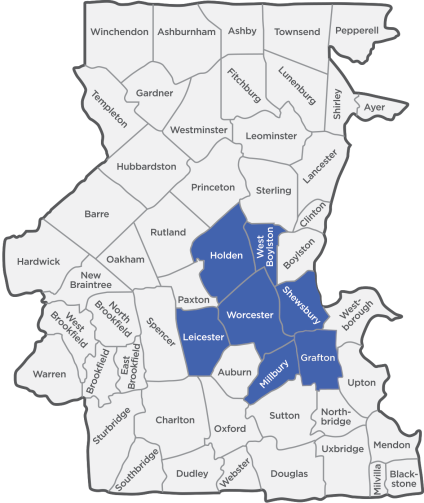 Winchendon
Ashburnham
Ashby
Townsend
Pepperell
Templeton
Gardner
Fitchburg
Lunenburg
Shirley
Ayer
Westminster
Leominster
Hubbardston
Lancester
Princeton
Sterling
Barre
Clinton
Rutland
Holden
West
Boylston
Boylston
Hardwick
Oakham
New
Braintree
Paxton
Shewsbury
West-
borough
West
Brookfield
North
Brookfield
Spencer
Worcester
Leicester
Grafton
Warren
Brookfield
East
Brookfield
Auburn
Millbury
Upton
Sturbridge
Charlton
Oxford
Sutton
North-
bridge
Southbridge
Dudley
Webster
Douglas
Uxbridge
Mendon
Milvilla
Black-
stone